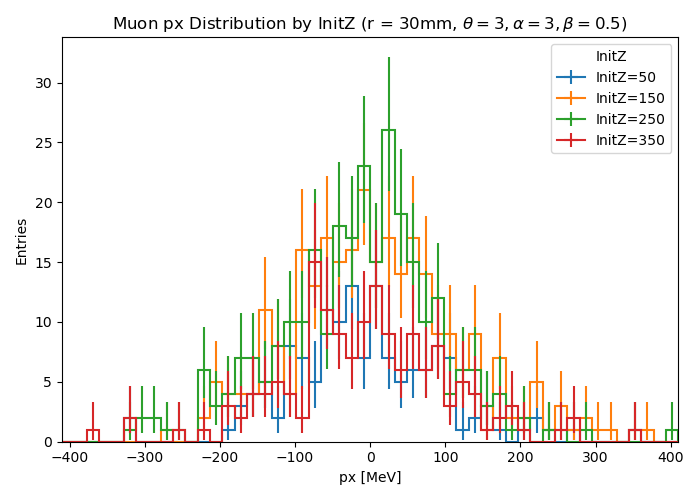 Muon px Distribution by InitZ (r = 30mm, θ = 3, α = 3, β = 0.5)
Entries
30
25
20
15
10
5
0
InitZ
InitZ=50
InitZ=150
InitZ=250
InitZ=350
−400 −300 −200 −100 0 100 200 300 400
px [MeV]